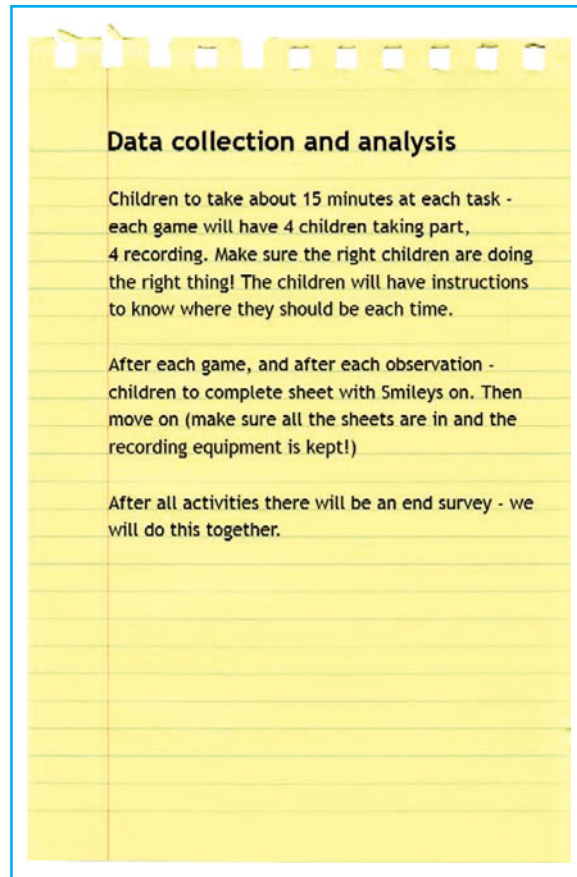 Data collection and analysis
Children to take about 15 minutes at each task -
each game will have 4 children taking part,
4 recording. Make sure the right children are doing
the right thing! The children will have instructions
to know where they should be each time.
After each game, and after each observation -
children to complete sheet with Smileys on. Then
move on (make sure all the sheets are in and the
recording equipment is kept!)
After all activities there will be an end survey - we
will do this together.